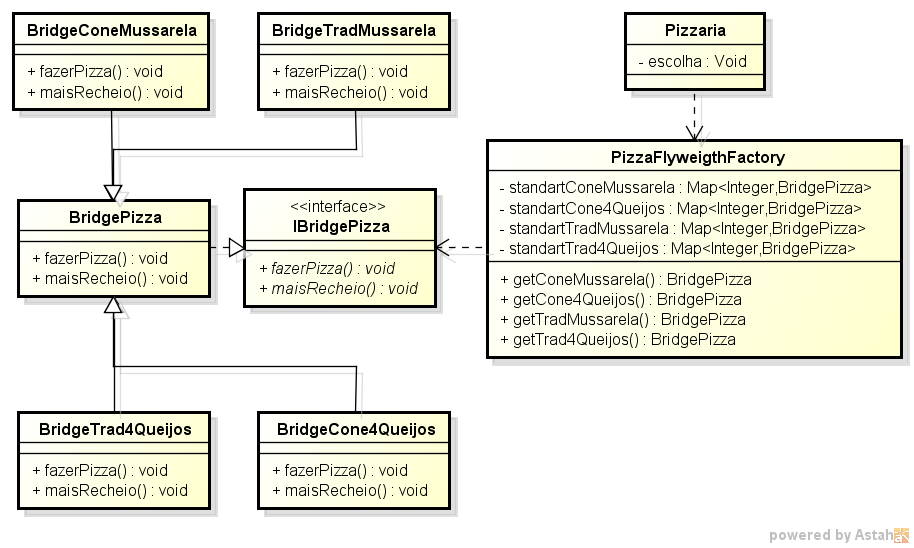 BridgeConeMussarela
+ fazerPizza() : void
+ maisRecheio() : void
BridgeTradMussarela
+ fazerPizza() : void
+ maisRecheio() : void
Pizzaria
- escolha : Void
PizzaFlyweigthFactory
- standartConeMussarela : Map<Integer,BridgePizza>
- standartCone4Queijos : Map<Integer,BridgePizza>
- standartTradMussarela : Map<Integer,BridgePizza>
- standartTrad4Queijos : Map<Integer,BridgePizza>
+ getConeMussarela() : BridgePizza
+ getCone4Queijos() : BridgePizza
+ getTradMussarela() : BridgePizza
+ getTrad4Queijos() : BridgePizza
BridgePizza
+ fazerPizza() : void
+ maisRecheio() : void
<<interface>>
IBridgePizza
+ fazerPizza() : void
+ maisRecheio() : void
BridgeTrad4Queijos
+ fazerPizza() : void
+ maisRecheio() : void
BridgeCone4Queijos
+ fazerPizza() : void
+ maisRecheio() : void
powered by Astah